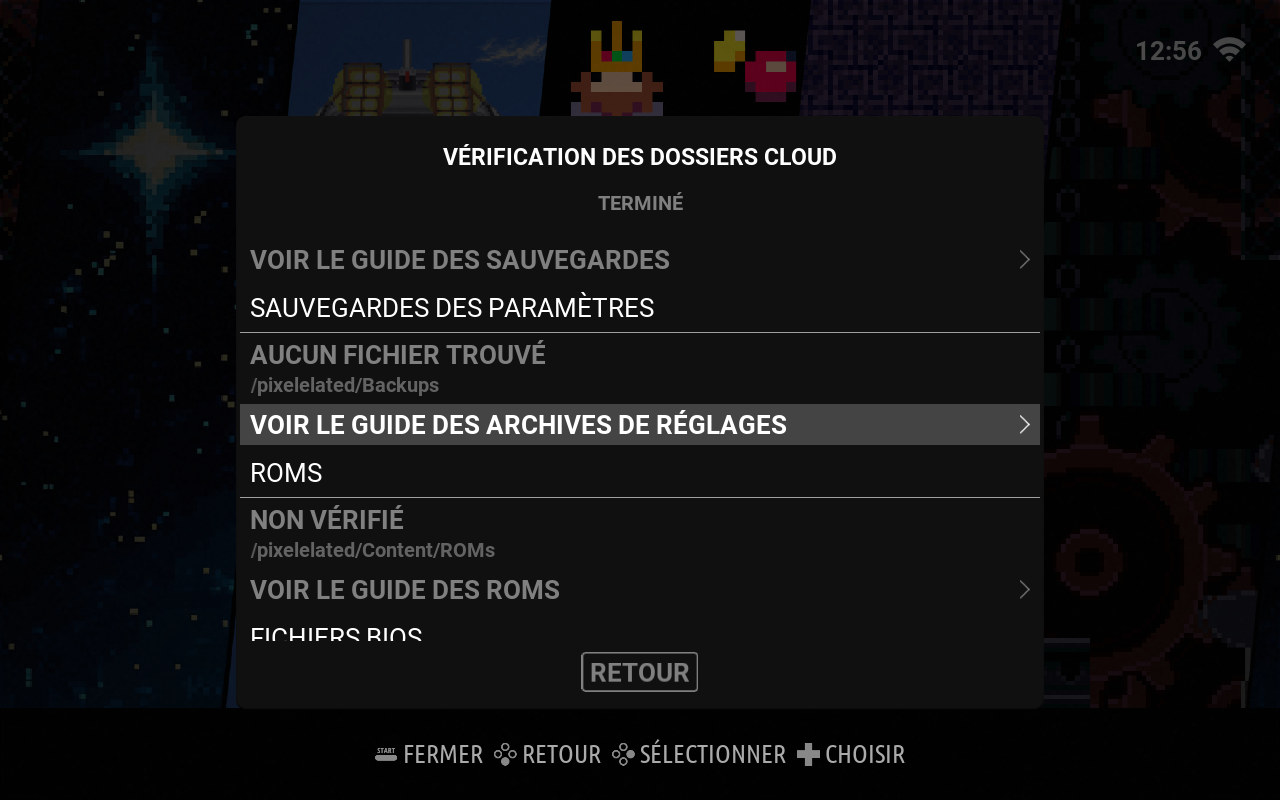 12:56
VÉRIFICATION DES DOSSIERS CLOUD
TERMINÉ
VOIR LE GUIDE DES SAUVEGARDES
SAUVEGARDES DES PARAMÈTRES
AUCUN FICHIER TROUVÉ
/pixelelated/Backups
VOIR LE GUIDE DES ARCHIVES DE RÉGLAGES
ROMS
NON VÉRIFIÉ
/pixelelated/Content/ROMs
VOIR LE GUIDE DES ROMS
FICHIERS BIOS
RETOUR
START FERMER RETOUR SÉLECTIONNER CHOISIR